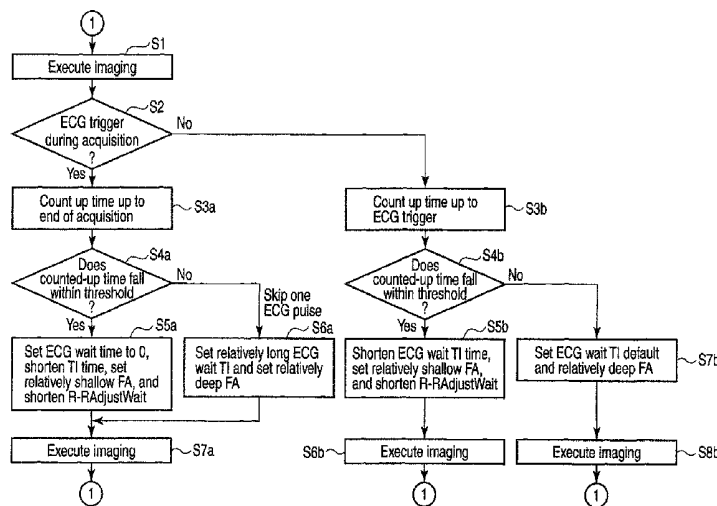 1
S1
Execute imaging
S2
ECG trigger
during acquisition
?
No
Yes
Count up time up to
end of acquisition
S3a
Count up time up to
ECG trigger
S3b
S4a
Does
counted-up time fall
within threshold
?
No
Yes
Skip one
ECG pulse
S4b
Does
counted-up time fall
within threshold
?
No
Yes
S5a
Set ECG wait time to 0,
shorten TI time, set
relatively shallow FA, and
shorten R-RAdjustWait
S6a
Set relatively long ECG
wait TI and set relatively
deep FA
S5b
Shorten ECG wait TI time,
set relatively shallow FA,
and shorten R-RAdjustWait
Set ECG wait TI default
and relatively deep FA
S7b
Execute imaging
S7a
S6b
Execute imaging
Execute imaging
S8b
1
1
1